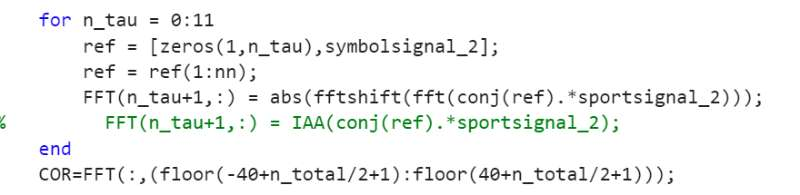 for n_tau = 0:11
ref = [zeros(1,n_tau),symbolsignal_2];
ref = ref(1:nn);
FFT(n_tau+1,:) = abs(fftshift(fft(conj(ref).*sportsignal_2)));
% FFT(n_tau+1,:) = IAA(conj(ref).*sportsignal_2);
end
COR=FFT(:,(floor(-40+n_total/2+1):floor(40+n_total/2+1)));